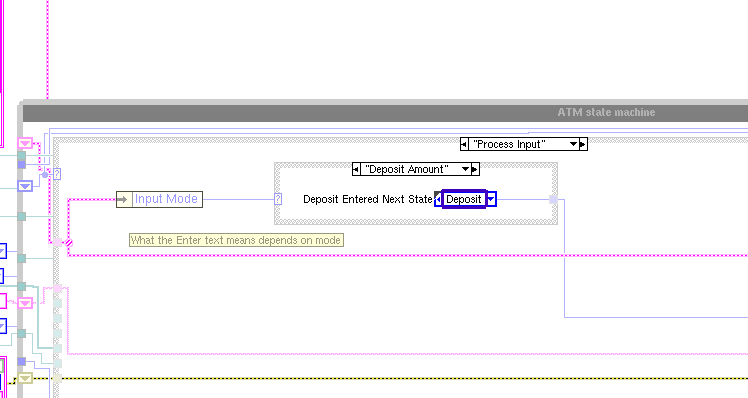 ATM state machine
"Process Input"
"Deposit Amount"
?
Input Mode
?
Deposit Entered Next State
Deposit
What the Enter text means depends on mode